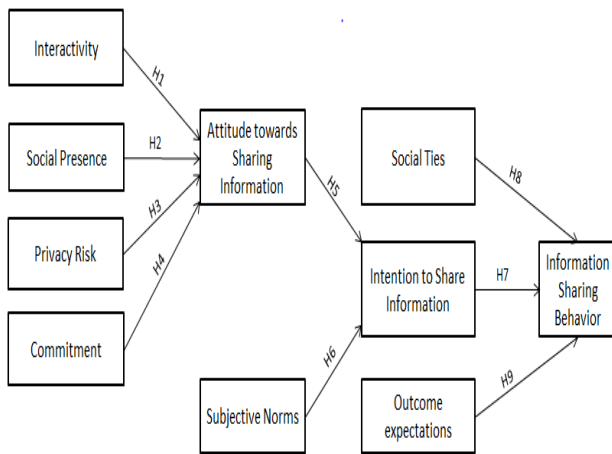 Interactivity
H1
Social Presence
H2
Attitude towards
Sharing
Information
Social Ties
H3
H5
H8
Privacy Risk
H4
Intention to Share
Information
H7
Information
Sharing
Behavior
Commitment
H6
Subjective Norms
Outcome
expectations
H9